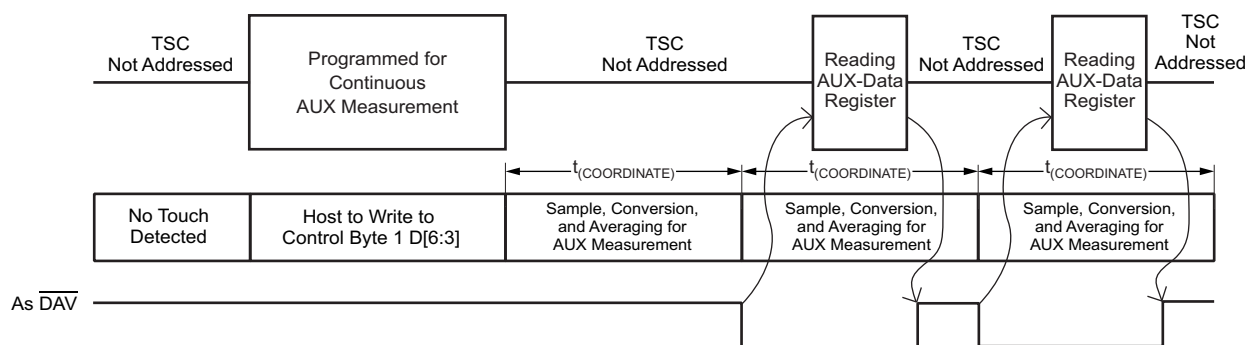 TSC
Not Addressed
Programmed for
Continuous
AUX Measurement
TSC
Not Addressed
Reading
AUX-Data
Register
TSC
Not Addressed
Reading
AUX-Data
Register
TSC
Not
Addressed
t(COORDINATE)
t(COORDINATE)
t(COORDINATE)
No Touch
Detected
Host to Write to
Control Byte 1 D[6:3]
Sample, Conversion,
and Averaging for
AUX Measurement
Sample, Conversion,
and Averaging for
AUX Measurement
Sample, Conversion,
and Averaging for
AUX Measurement
As D̅A̅V̅